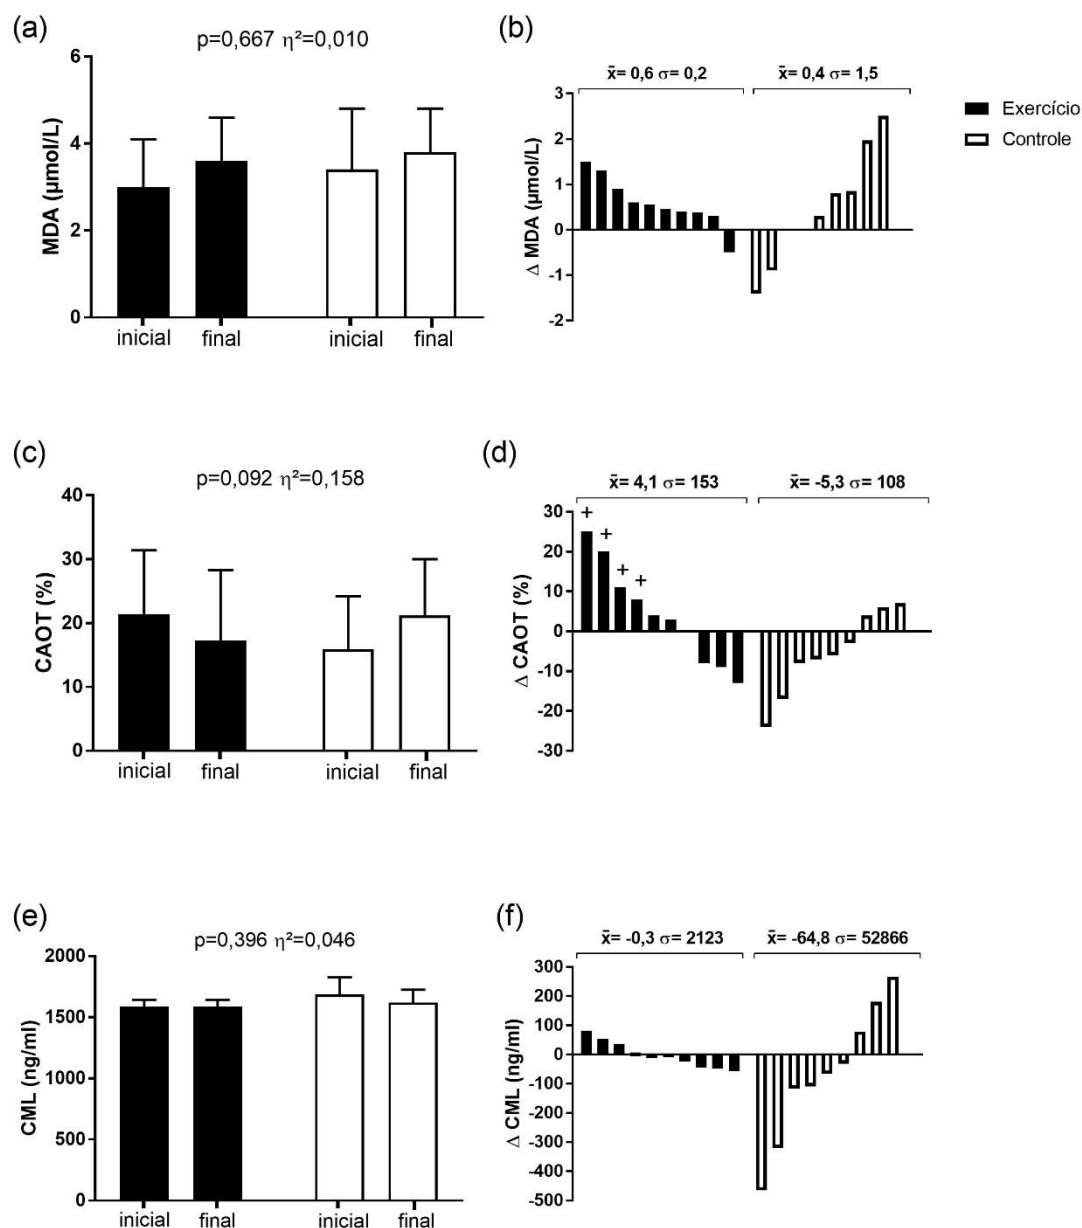 (a)
p=0,667 η²=0,010
MDA (µmol/L)
6
4
2
0
inicial final inicial final
(b)
x̄= 0,6 σ= 0,2 x̄= 0,4 σ= 1,5
Δ MDA (µmol/L)
3
2
1
0
-1
-2
Exercício
Controle
(c)
p=0,092 η²=0,158
CAOT (%)
40
30
20
10
0
inicial final inicial final
(d)
x̄= 4,1 σ= 153 x̄= -5,3 σ= 108
Δ CAOT (%)
30
20
10
0
-10
-20
-30
+ + + +
(e)
p=0,396 η²=0,046
CML (ng/ml)
2000
1500
1000
500
0
inicial final inicial final
(f)
x̄= -0,3 σ= 2123 x̄= -64,8 σ= 52866
Δ CML (ng/ml)
300
200
100
0
-100
-200
-300
-400
-500